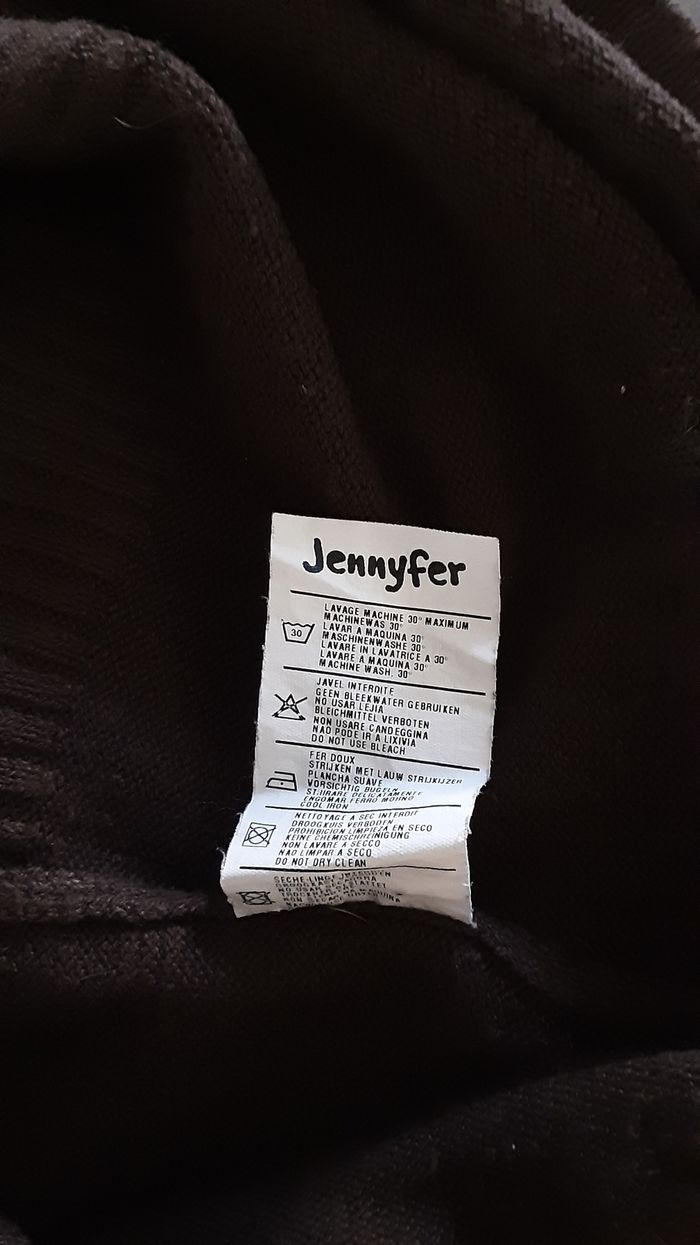 Jennyfer
30
LAVAGE MACHINE 30° MAXIMUM
MACHINEWAS 30°
LAVAR A MAQUINA 30°
MASCHINENWASHE 30°
LAVARE IN LAVATRICE A 30°
LAVARE A MAQUINA 30°
MACHINE WASH. 30°
JAVEL INTERDITE
GEEN BLEEKWATER GEBRUIKEN
NO USAR LEJIA
BLEICHMITTEL VERBOTEN
NON USARE CANDEGGINA
NAO PODE IR A LIXIVIA
DO NOT USE BLEACH
FER DOUX
STRIJKEN MET LAUW STRIJKIJZER
PLANCHA SUAVE
VORSICHTIG BUGELN
STIRARE DELICATAMENTE
ENGOMAR FERRO MORNO
COOL IRON
NETTOYAGE A SEC INTERDIT
DROOGKUIS VERBODEN
PROHIBICION LIMPIEZA EN SECO
KEINE CHEMISCHREINIGUNG
NON LAVARE A SECCO
NAO LIMPAR A SECO
DO NOT DRY CLEAN
SECHE-LINGE
NO USAR